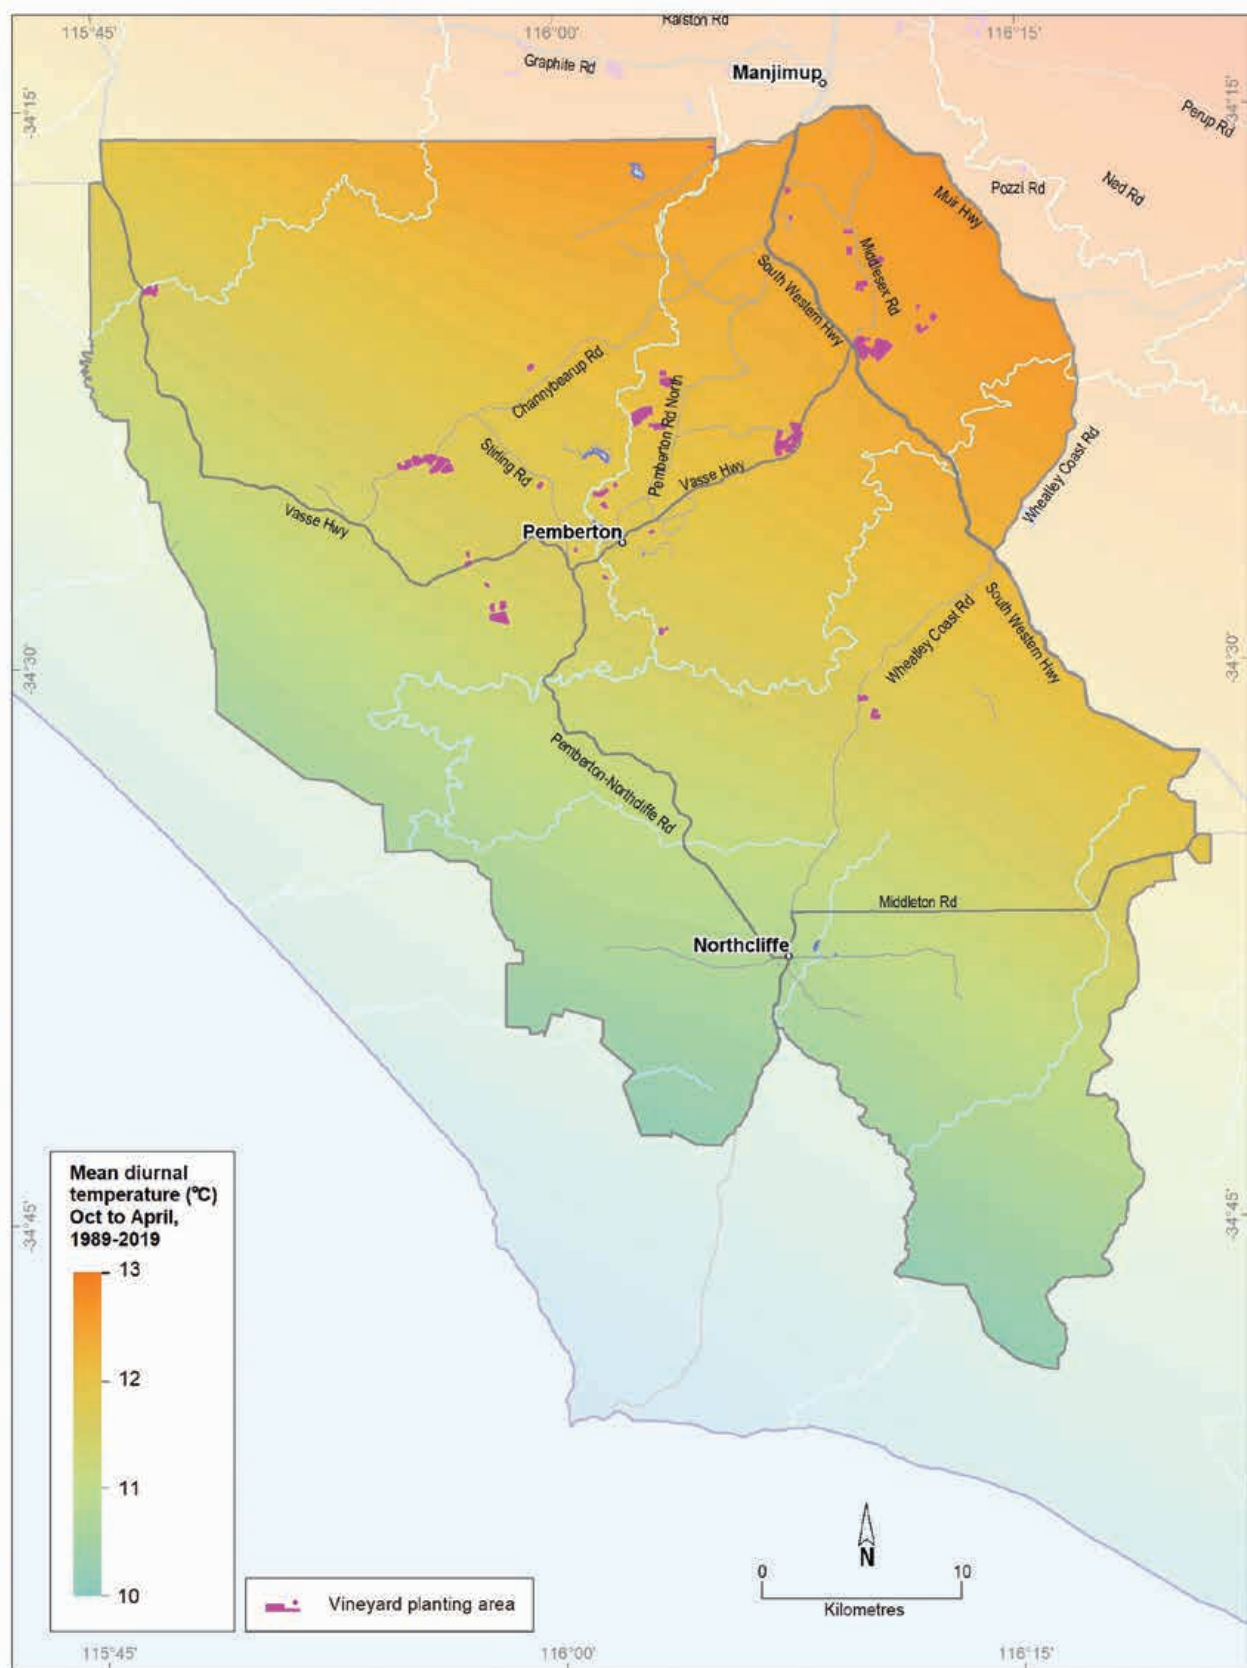 Ralston Rd
115°45'
116°00'
116°15'
Graphite Rd
Manjimup
-34°15'
-34°15'
Perup Rd
Pozzi Rd
Ned Rd
Muir Hwy
Middlesex Rd
South Western Hwy
Channybearup Rd
Pemberton Rd North
Stirling Rd
Vasse Hwy
Wheatley Coast Rd
Vasse Hwy
Pemberton
South Western Hwy
Wheatley Coast Rd
-34°30'
-34°30'
Pemberton-Northcliffe Rd
Middleton Rd
Northcliffe
Mean diurnal
temperature (°C)
Oct to April,
1989-2019
13
12
11
10
-34°45'
-34°45'
Vineyard planting area
N
0 10
Kilometres
115°45'
116°00'
116°15'